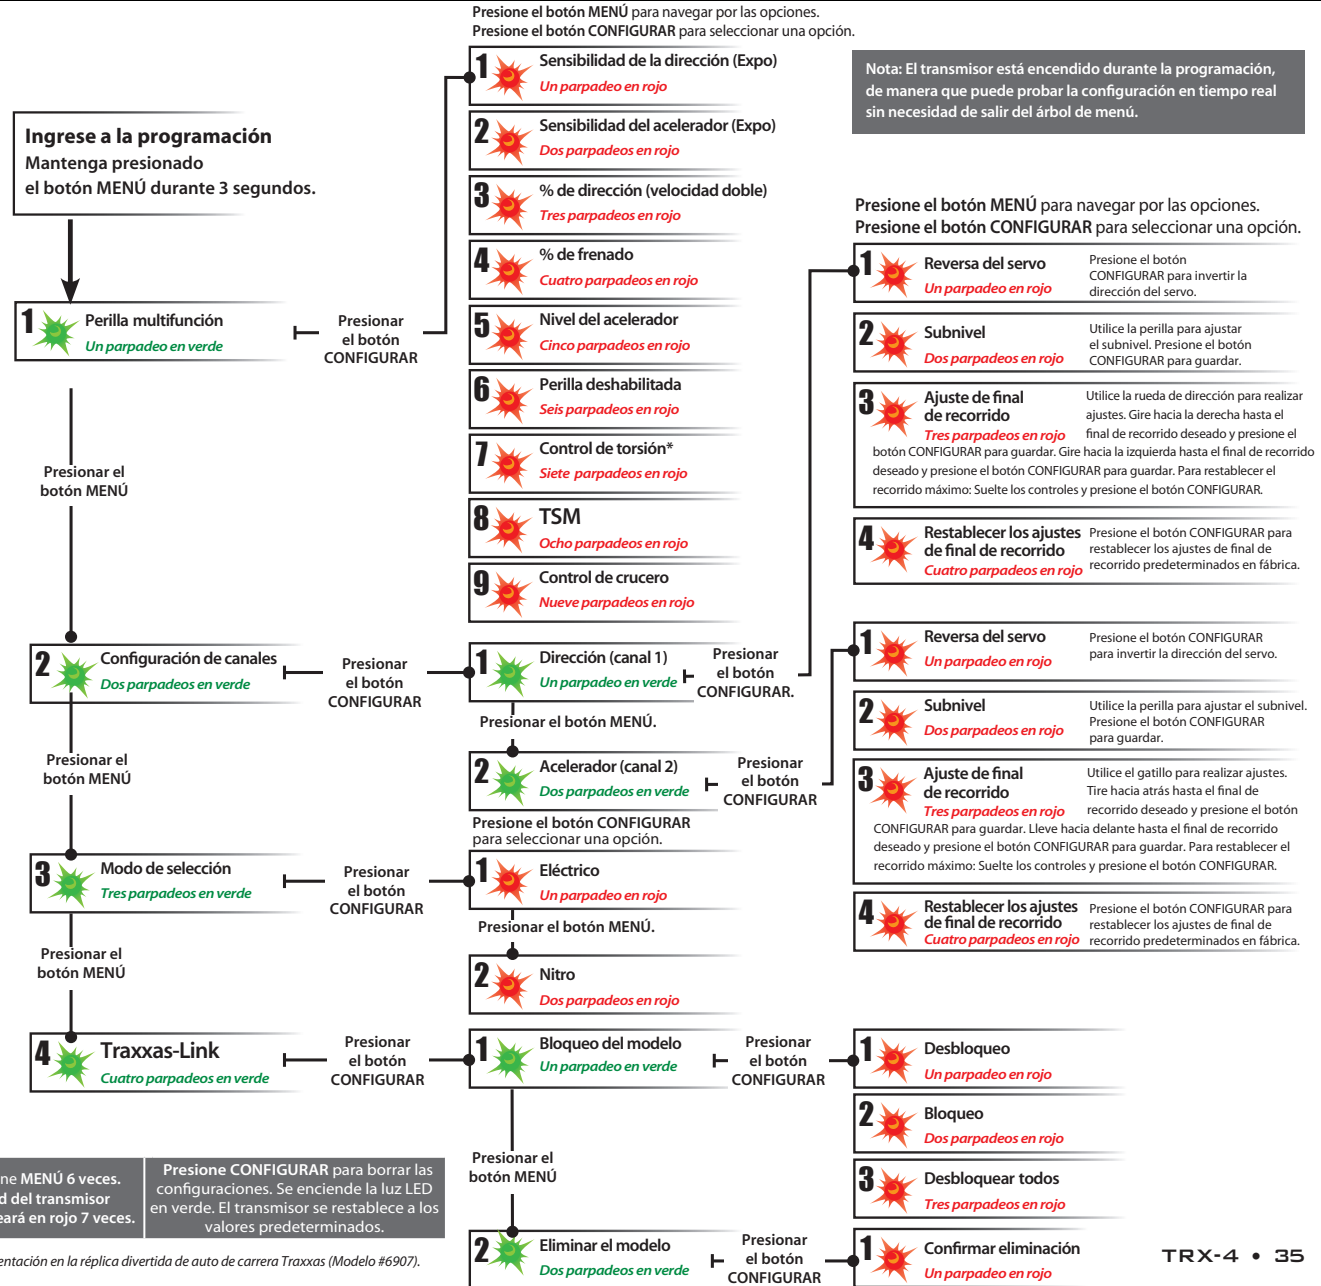 Presione el botón MENÚ para navegar por las opciones.
Presione el botón CONFIGURAR para seleccionar una opción.
Nota: El transmisor está encendido durante la programación,
de manera que puede probar la configuración en tiempo real
sin necesidad de salir del árbol de menú.
Ingrese a la programación
Mantenga presionado
el botón MENÚ durante 3 segundos.
1 Perilla multifunción
Un parpadeo en verde
Presionar
el botón
CONFIGURAR
1 Sensibilidad de la dirección (Expo)
Un parpadeo en rojo
2 Sensibilidad del acelerador (Expo)
Dos parpadeos en rojo
3 % de dirección (velocidad doble)
Tres parpadeos en rojo
4 % de frenado
Cuatro parpadeos en rojo
5 Nivel del acelerador
Cinco parpadeos en rojo
6 Perilla deshabilitada
Seis parpadeos en rojo
7 Control de torsión*
Siete parpadeos en rojo
8 TSM
Ocho parpadeos en rojo
9 Control de crucero
Nueve parpadeos en rojo
Presionar el
botón MENÚ
2 Configuración de canales
Dos parpadeos en verde
Presionar
el botón
CONFIGURAR
1 Dirección (canal 1)
Un parpadeo en verde
Presionar
el botón
CONFIGURAR.
Presione el botón MENÚ para navegar por las opciones.
Presione el botón CONFIGURAR para seleccionar una opción.
1 Reversa del servo
Un parpadeo en rojo
Presione el botón
CONFIGURAR para invertir la
dirección del servo.
2 Subnivel
Dos parpadeos en rojo
Utilice la perilla para ajustar
el subnivel. Presione el botón
CONFIGURAR para guardar.
3 Ajuste de final
de recorrido
Tres parpadeos en rojo
Utilice la rueda de dirección para realizar
ajustes. Gire hacia la derecha hasta el
final de recorrido deseado y presione el
botón CONFIGURAR para guardar. Gire hacia la izquierda hasta el final de recorrido
deseado y presione el botón CONFIGURAR para guardar. Para restablecer el
recorrido máximo: Suelte los controles y presione el botón CONFIGURAR.
4 Restablecer los ajustes
de final de recorrido
Cuatro parpadeos en rojo
Presione el botón CONFIGURAR para
restablecer los ajustes de final de
recorrido predeterminados en fábrica.
Presionar el botón MENÚ.
2 Acelerador (canal 2)
Dos parpadeos en verde
Presionar
el botón
CONFIGURAR
1 Reversa del servo
Un parpadeo en rojo
Presione el botón CONFIGURAR
para invertir la dirección del servo.
2 Subnivel
Dos parpadeos en rojo
Utilice la perilla para ajustar el subnivel.
Presione el botón CONFIGURAR
para guardar.
3 Ajuste de final
de recorrido
Tres parpadeos en rojo
Utilice el gatillo para realizar ajustes.
Tire hacia atrás hasta el final de
recorrido deseado y presione el botón
CONFIGURAR para guardar. Lleve hacia delante hasta el final de recorrido
deseado y presione el botón CONFIGURAR para guardar. Para restablecer el
recorrido máximo: Suelte los controles y presione el botón CONFIGURAR.
4 Restablecer los ajustes
de final de recorrido
Cuatro parpadeos en rojo
Presione el botón CONFIGURAR para
restablecer los ajustes de final de
recorrido predeterminados en fábrica.
Presionar el
botón MENÚ
3 Modo de selección
Tres parpadeos en verde
Presionar
el botón
CONFIGURAR
Presione el botón CONFIGURAR
para seleccionar una opción.
1 Eléctrico
Un parpadeo en rojo
Presionar el botón MENÚ.
2 Nitro
Dos parpadeos en rojo
Presionar el
botón MENÚ
4 Traxxas-Link
Cuatro parpadeos en verde
Presionar
el botón
CONFIGURAR
1 Bloqueo del modelo
Un parpadeo en verde
Presionar
el botón
CONFIGURAR
1 Desbloqueo
Un parpadeo en rojo
2 Bloqueo
Dos parpadeos en rojo
3 Desbloquear todos
Tres parpadeos en rojo
Presionar el
botón MENÚ
2 Eliminar el modelo
Dos parpadeos en verde
Presionar
el botón
CONFIGURAR
1 Confirmar eliminación
Un parpadeo en rojo
ne MENÚ 6 veces.
d del transmisor
eará en rojo 7 veces.
Presione CONFIGURAR para borrar las
configuraciones. Se enciende la luz LED
en verde. El transmisor se restablece a los
valores predeterminados.
entación en la réplica divertida de auto de carrera Traxxas (Modelo #6907).
TRX-4 • 35